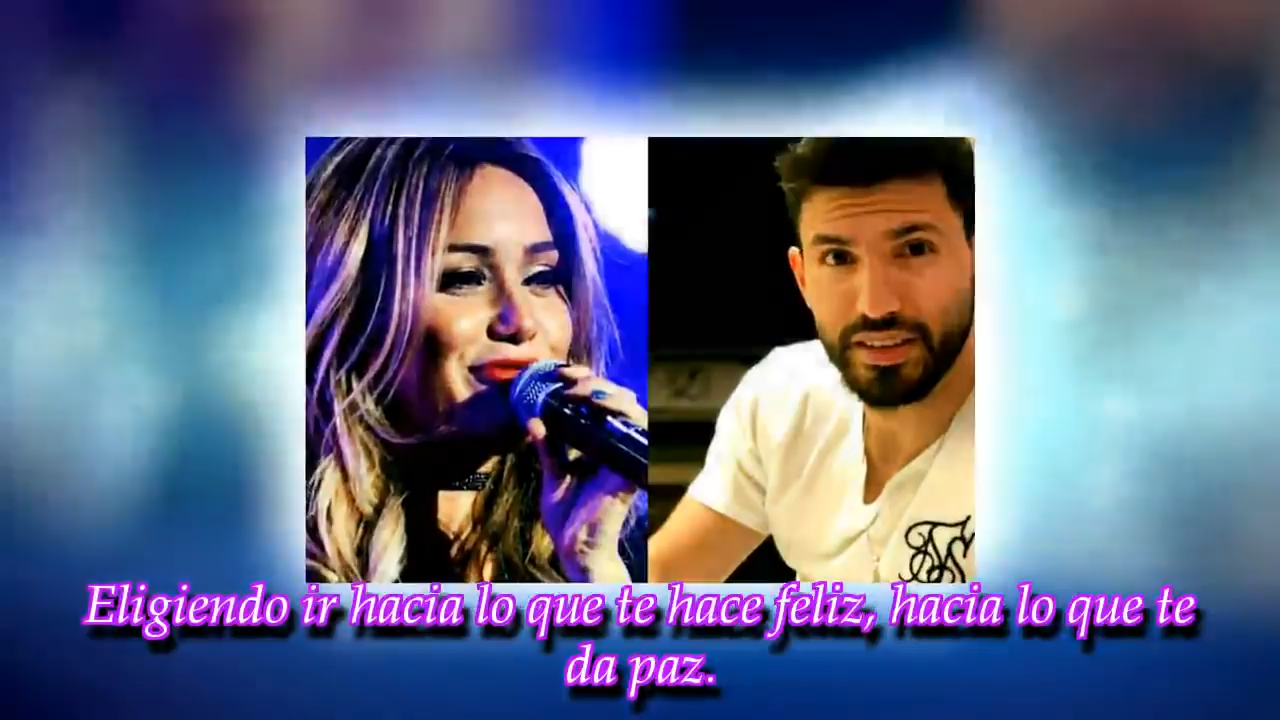 Eligiendo ir hacia lo que te hace feliz, hacia lo que te
da paz.